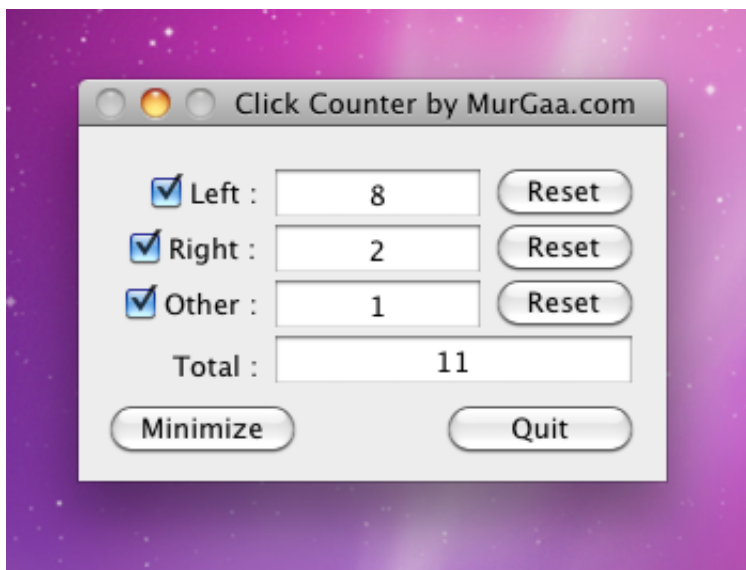 Click Counter by MurGaa.com
Left : 8 Reset
Right : 2 Reset
Other : 1 Reset
Total : 11
Minimize Quit